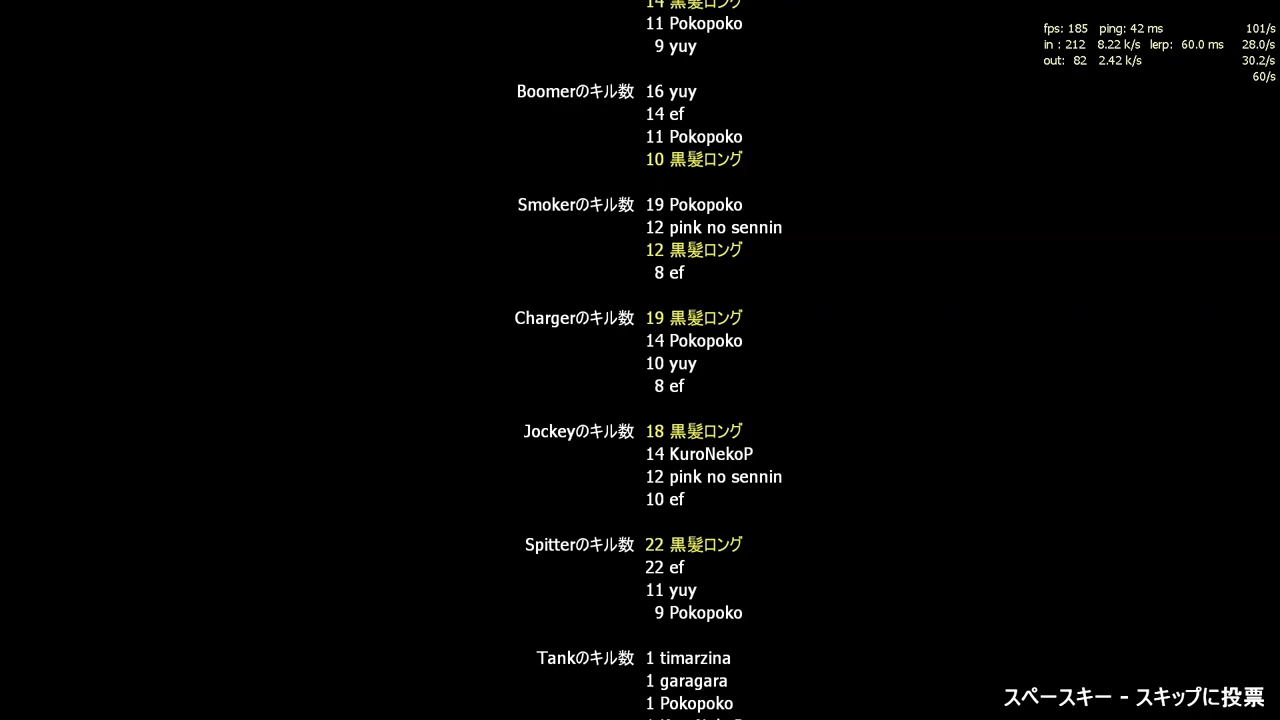 14 黒髪ロング
11 Pokopoko
9 yuy
Boomerのキル数 16 yuy
14 ef
11 Pokopoko
10 黒髪ロング
Smokerのキル数 19 Pokopoko
12 pink no sennin
12 黒髪ロング
8 ef
Chargerのキル数 19 黒髪ロング
14 Pokopoko
10 yuy
8 ef
Jockeyのキル数 18 黒髪ロング
14 KuroNekoP
12 pink no sennin
10 ef
Spitterのキル数 22 黒髪ロング
22 ef
11 yuy
9 Pokopoko
Tankのキル数 1 timarzina
1 garagara
1 Pokopoko
fps: 185 ping: 42 ms 101/s
in : 212 8.22 k/s lerp: 60.0 ms 28.0/s
out: 82 2.42 k/s 30.2/s
60/s
スペースキー - スキップに投票